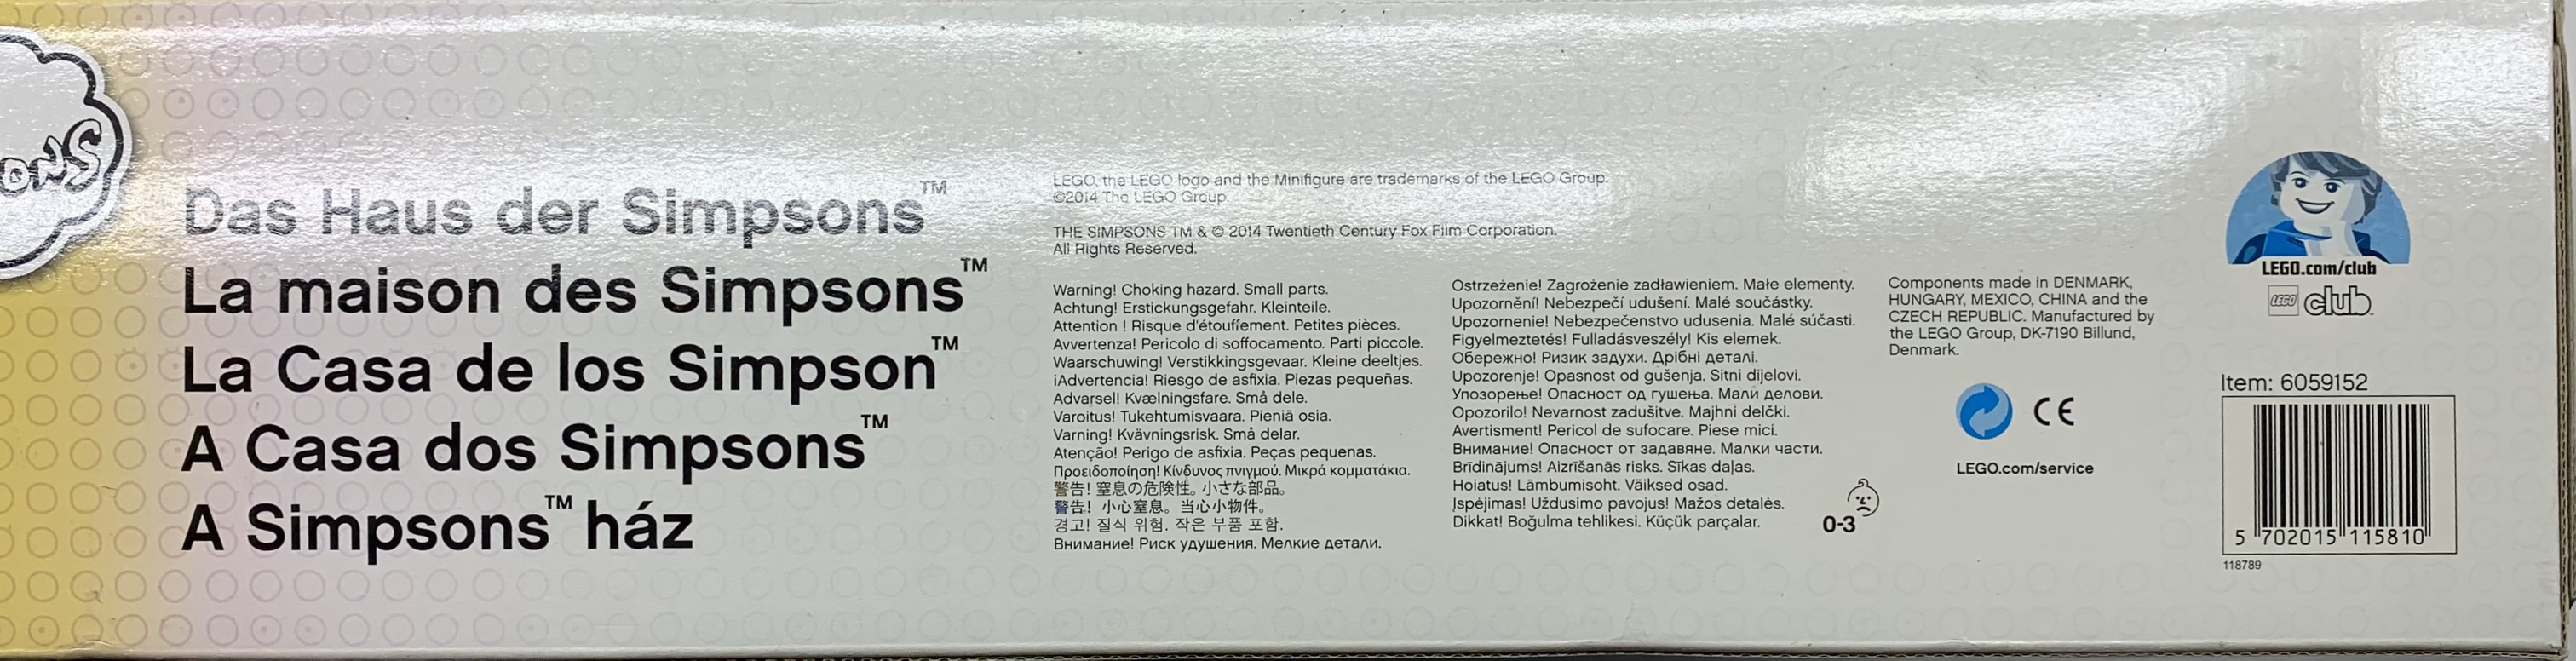 ONS
Das Haus der Simpsons™
La maison des Simpsons™
La Casa de los Simpson™
A Casa dos Simpsons™
A Simpsons™ ház
LEGO, the LEGO logo and the Minifigure are trademarks of the LEGO Group.
©2014 The LEGO Group.
THE SIMPSONS TM & © 2014 Twentieth Century Fox Film Corporation.
All Rights Reserved.
Warning! Choking hazard. Small parts.
Achtung! Erstickungsgefahr. Kleinteile.
Attention ! Risque d'étouffement. Petites pièces.
Avvertenza! Pericolo di soffocamento. Parti piccole.
Waarschuwing! Verstikkingsgevaar. Kleine deeltjes.
¡Advertencia! Riesgo de asfixia. Piezas pequeñas.
Advarsel! Kvælningsfare. Små dele.
Varoitus! Tukehtumisvaara. Pieniä osia.
Varning! Kvävningsrisk. Små delar.
Atenção! Perigo de asfixia. Peças pequenas.
Προειδοποίηση! Κίνδυνος πνιγμού. Μικρά κομματάκια.
警告! 窒息の危険性。小さな部品。
警告! 小心窒息。当心小物件。
경고! 질식 위험. 작은 부품 포함.
Внимание! Риск удушения. Мелкие детали.
Ostrzeżenie! Zagrożenie zadławieniem. Małe elementy.
Upozornění! Nebezpečí udušení. Malé součástky.
Upozornenie! Nebezpečenstvo udusenia. Malé súčasti.
Figyelmeztetés! Fulladásveszély! Kis elemek.
Обережно! Ризик задухи. Дрібні деталі.
Upozorenje! Opasnost od gušenja. Sitni dijelovi.
Упозорење! Опасност од гушења. Мали делови.
Opozorilo! Nevarnost zadušitve. Majhni delčki.
Avertisment! Pericol de sufocare. Piese mici.
Внимание! Опасност от задавяне. Малки части.
Brīdinājums! Aizrīšanās risks. Sīkas daļas.
Hoiatus! Lämbumisoht. Väiksed osad.
Įspėjimas! Uždusimo pavojus! Mažos detalės.
Dikkat! Boğulma tehlikesi. Küçük parçalar.
0-3
Components made in DENMARK,
HUNGARY, MEXICO, CHINA and the
CZECH REPUBLIC. Manufactured by
the LEGO Group, DK-7190 Billund,
Denmark.
CE
LEGO.com/service
LEGO.com/club
LEGO club
Item: 6059152
5 702015 115810
118789